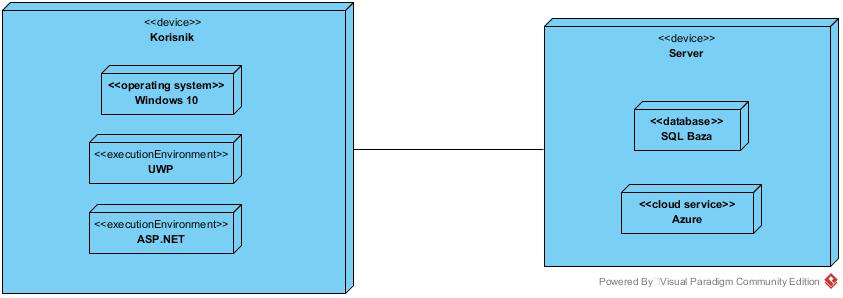 <<device>>
Korisnik
<<operating system>>
Windows 10
<<executionEnvironment>>
UWP
<<executionEnvironment>>
ASP.NET
<<device>>
Server
<<database>>
SQL Baza
<<cloud service>>
Azure
Powered By Visual Paradigm Community Edition